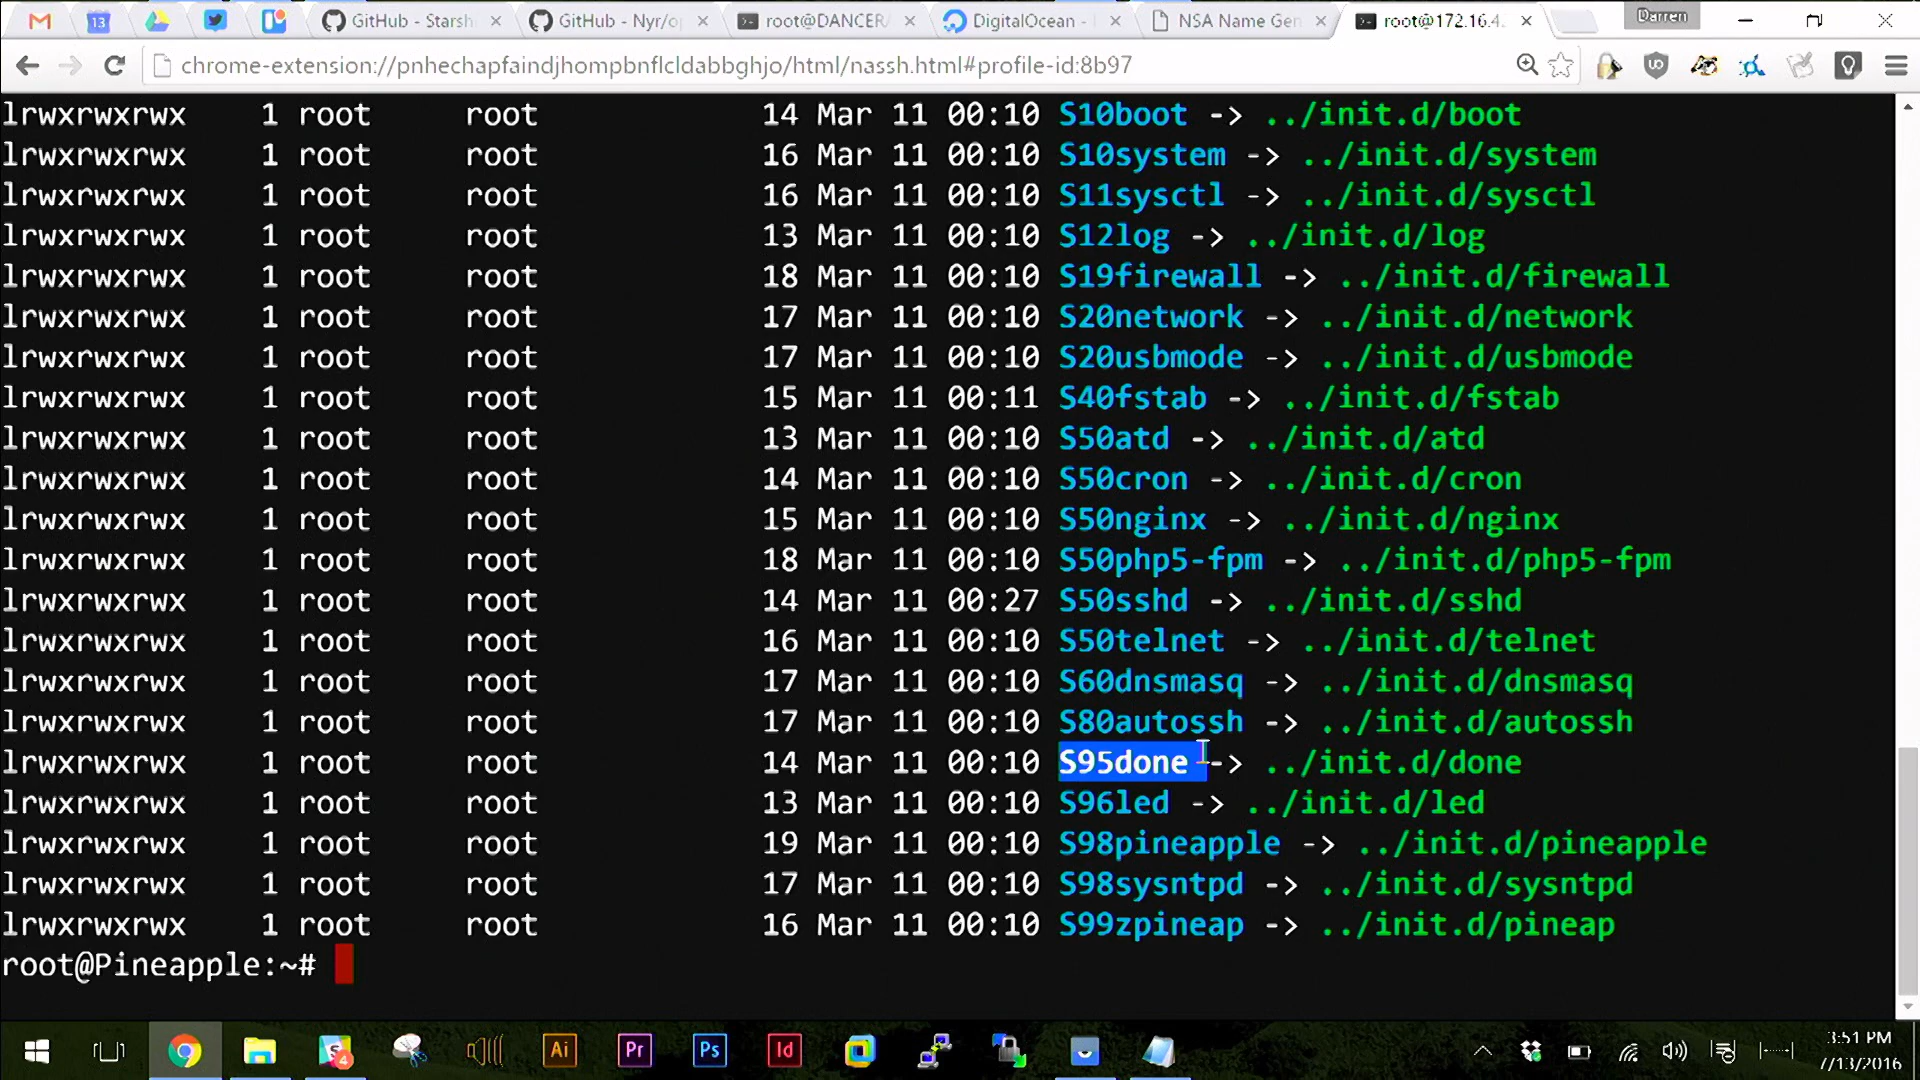 13
GitHub - Starsh
GitHub - Nyr/op
root@DANCER
DigitalOcean -
NSA Name Gen
root@172.16.4
Darren
chrome-extension://pnhechapfaindjhompbnflcldabbghjo/html/nassh.html#profile-id:8b97
lrwxrwxrwx 1 root root 14 Mar 11 00:10 S10boot -> ../init.d/boot
lrwxrwxrwx 1 root root 16 Mar 11 00:10 S10system -> ../init.d/system
lrwxrwxrwx 1 root root 16 Mar 11 00:10 S11sysctl -> ../init.d/sysctl
lrwxrwxrwx 1 root root 13 Mar 11 00:10 S12log -> ../init.d/log
lrwxrwxrwx 1 root root 18 Mar 11 00:10 S19firewall -> ../init.d/firewall
lrwxrwxrwx 1 root root 17 Mar 11 00:10 S20network -> ../init.d/network
lrwxrwxrwx 1 root root 17 Mar 11 00:10 S20usbmode -> ../init.d/usbmode
lrwxrwxrwx 1 root root 15 Mar 11 00:11 S40fstab -> ../init.d/fstab
lrwxrwxrwx 1 root root 13 Mar 11 00:10 S50atd -> ../init.d/atd
lrwxrwxrwx 1 root root 14 Mar 11 00:10 S50cron -> ../init.d/cron
lrwxrwxrwx 1 root root 15 Mar 11 00:10 S50nginx -> ../init.d/nginx
lrwxrwxrwx 1 root root 18 Mar 11 00:10 S50php5-fpm -> ../init.d/php5-fpm
lrwxrwxrwx 1 root root 14 Mar 11 00:27 S50sshd -> ../init.d/sshd
lrwxrwxrwx 1 root root 16 Mar 11 00:10 S50telnet -> ../init.d/telnet
lrwxrwxrwx 1 root root 17 Mar 11 00:10 S60dnsmasq -> ../init.d/dnsmasq
lrwxrwxrwx 1 root root 17 Mar 11 00:10 S80autossh -> ../init.d/autossh
lrwxrwxrwx 1 root root 14 Mar 11 00:10 S95done -> ../init.d/done
lrwxrwxrwx 1 root root 13 Mar 11 00:10 S96led -> ../init.d/led
lrwxrwxrwx 1 root root 19 Mar 11 00:10 S98pineapple -> ../init.d/pineapple
lrwxrwxrwx 1 root root 17 Mar 11 00:10 S98sysntpd -> ../init.d/sysntpd
lrwxrwxrwx 1 root root 16 Mar 11 00:10 S99zpineap -> ../init.d/pineap
root@Pineapple:~#
4
Ai
Pr
Ps
Id
3:51 PM
7/13/2016